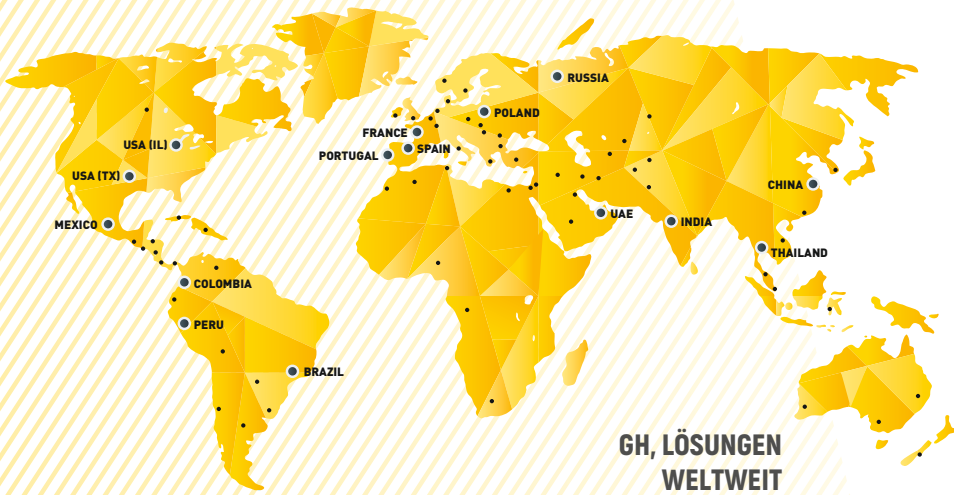 RUSSIA
POLAND
FRANCE
USA (IL)
SPAIN
PORTUGAL
USA (TX)
CHINA
UAE
INDIA
MEXICO
THAILAND
COLOMBIA
PERU
BRAZIL
GH, LÖSUNGEN
WELTWEIT